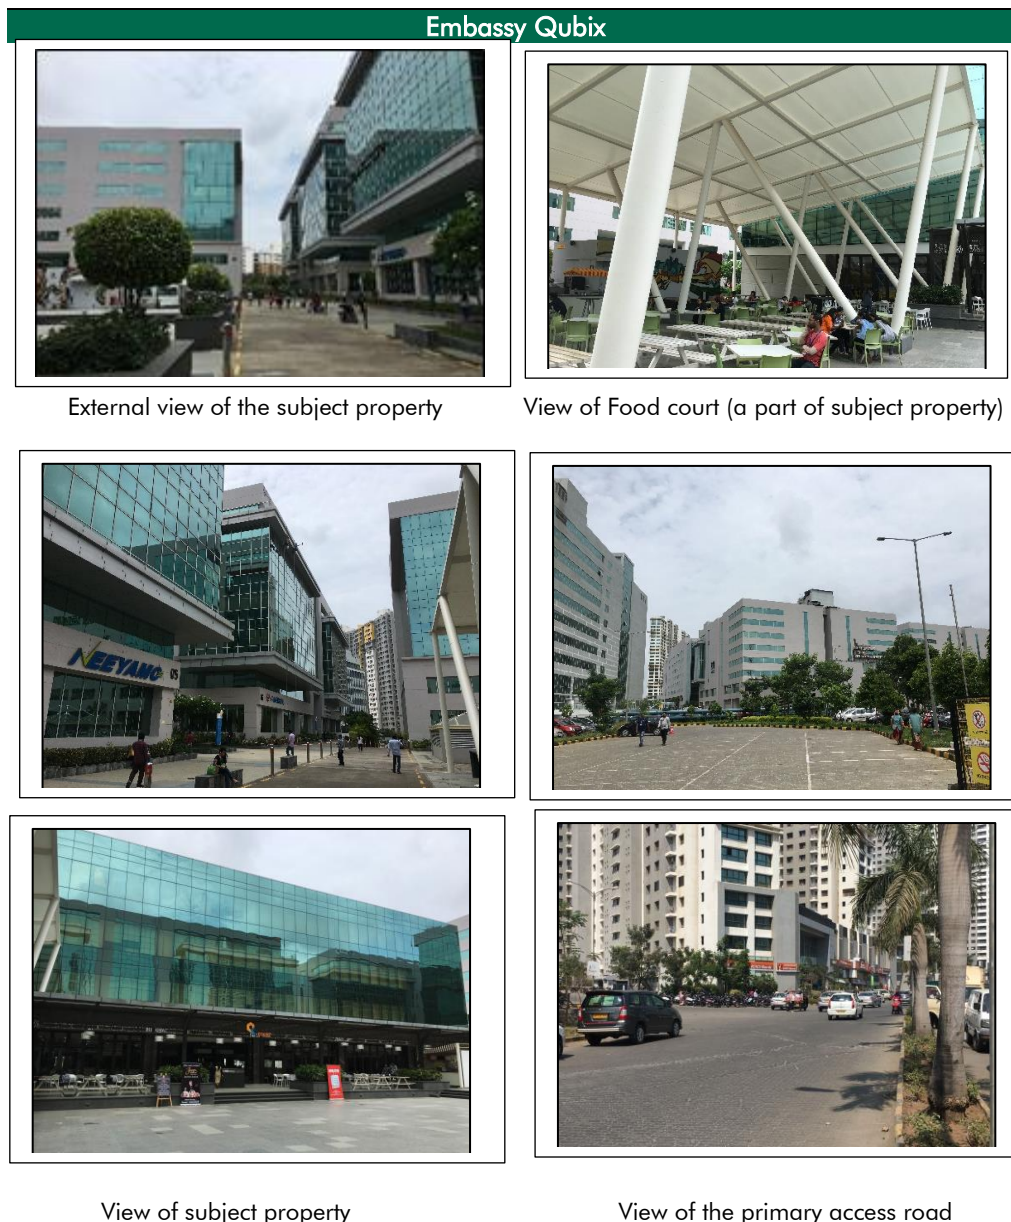 Embassy Qubix
External view of the subject property
View of Food court (a part of subject property)
NEEYAMO
View of subject property
View of the primary access road